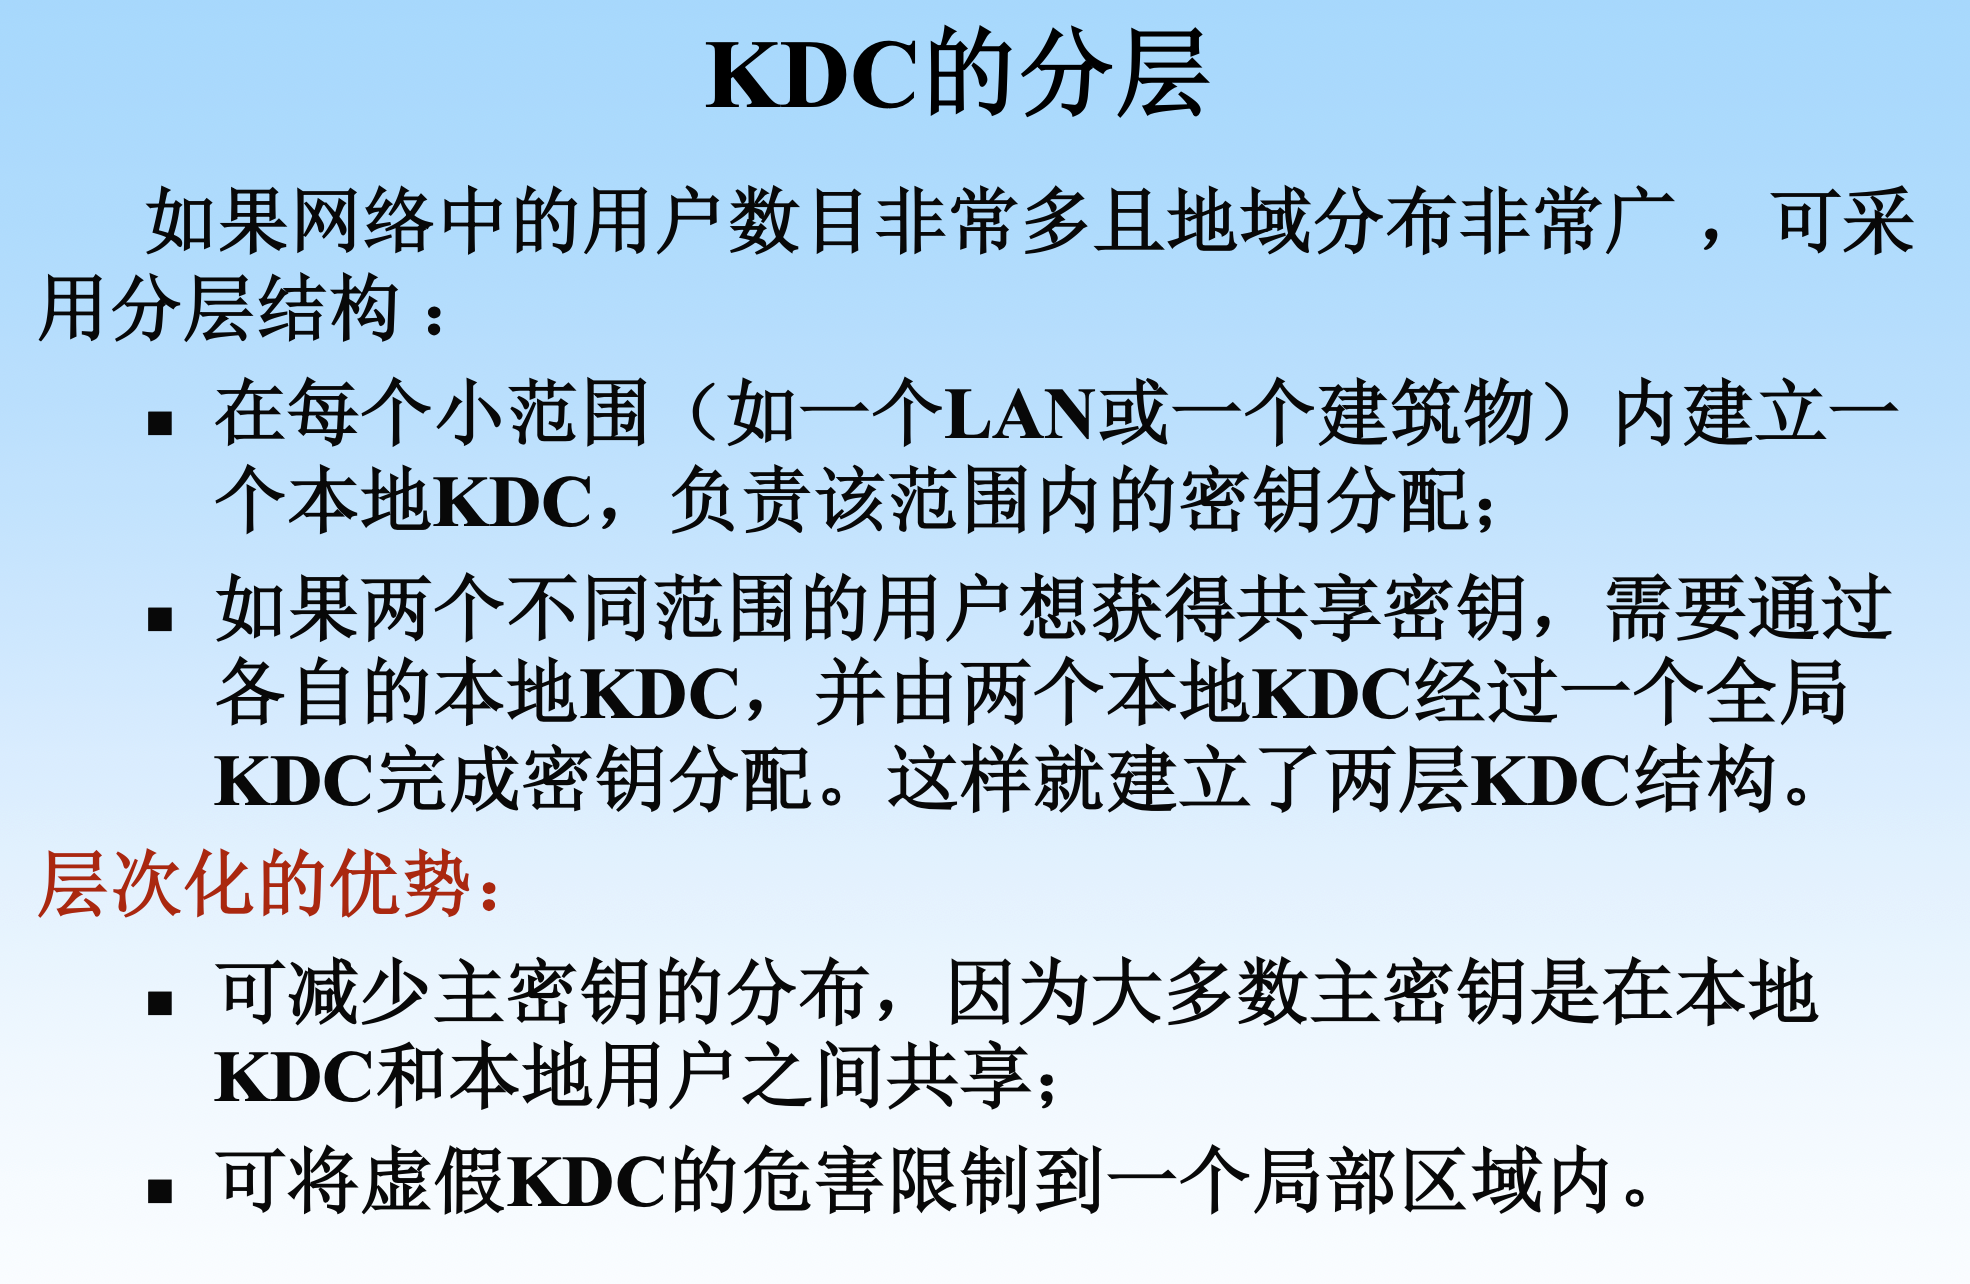 KDC的分层
如果网络中的用户数目非常多且地域分布非常广 ，可采
用分层结构 ：
■ 在每个小范围（如一个LAN或一个建筑物）内建立一
个本地KDC，负责该范围内的密钥分配；
■ 如果两个不同范围的用户想获得共享密钥，需要通过
各自的本地KDC，并由两个本地KDC经过一个全局
KDC完成密钥分配。这样就建立了两层KDC结构。
层次化的优势：
■ 可减少主密钥的分布，因为大多数主密钥是在本地
KDC和本地用户之间共享；
■ 可将虚假KDC的危害限制到一个局部区域内。